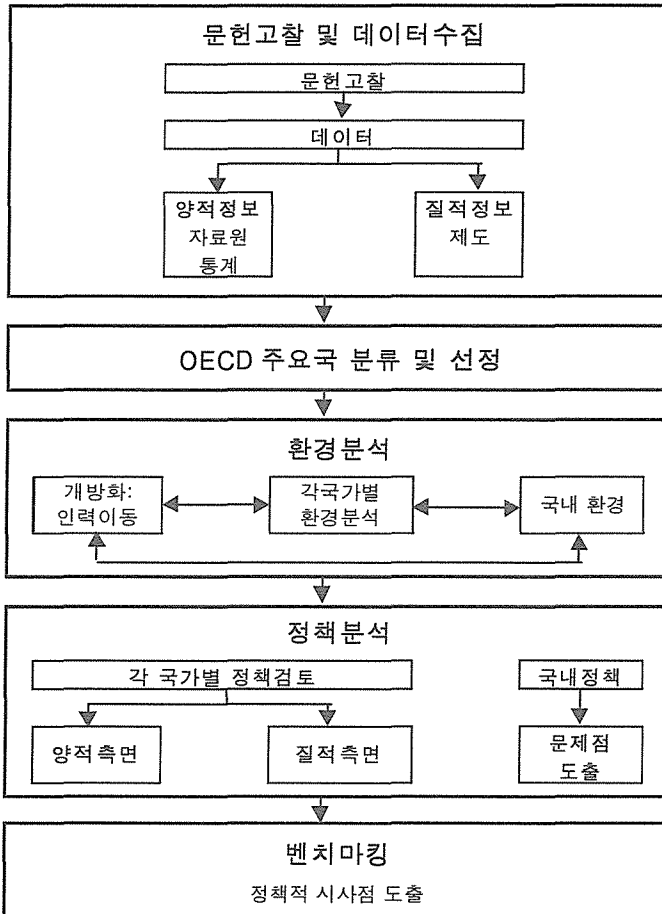 문헌고찰 및 데이터수집
문헌고찰
데이터
양적정보
자료원
통계
질적정보
제도
OECD 주요국 분류 및 선정
환경분석
개방화:
인력이동
각국가별
환경분석
국내 환경
정책분석
각 국가별 정책검토
국내정책
양적측면
질적측면
문제점
도출
벤치마킹
정책적 시사점 도출